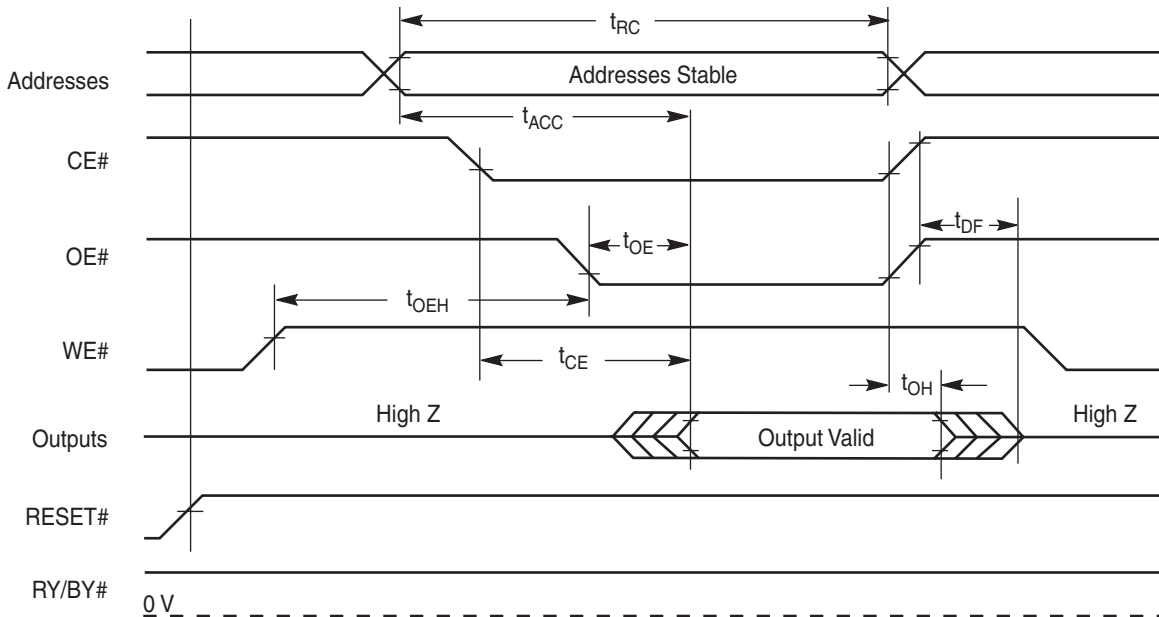 tRC
Addresses
Addresses Stable
tACC
CE#
tDF
OE#
tOE
tOEH
WE#
tCE
tOH
High Z
High Z
Outputs
Output Valid
RESET#
RY/BY#
0 V